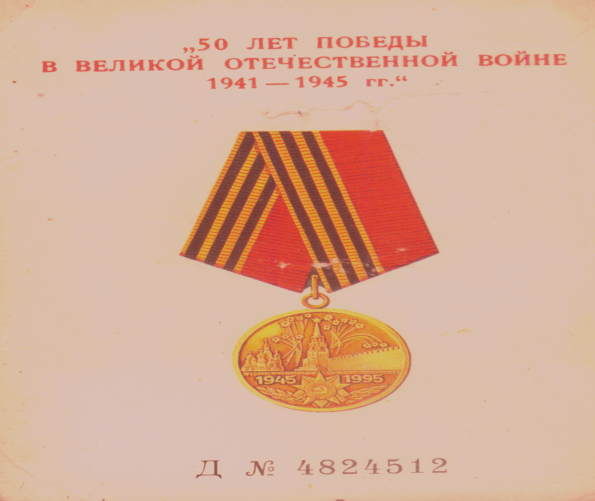 „50 ЛЕТ ПОБЕДЫ
В ВЕЛИКОЙ ОТЕЧЕСТВЕННОЙ ВОЙНЕ
1941 — 1945 гг.“
1945 1995
Д № 4824512